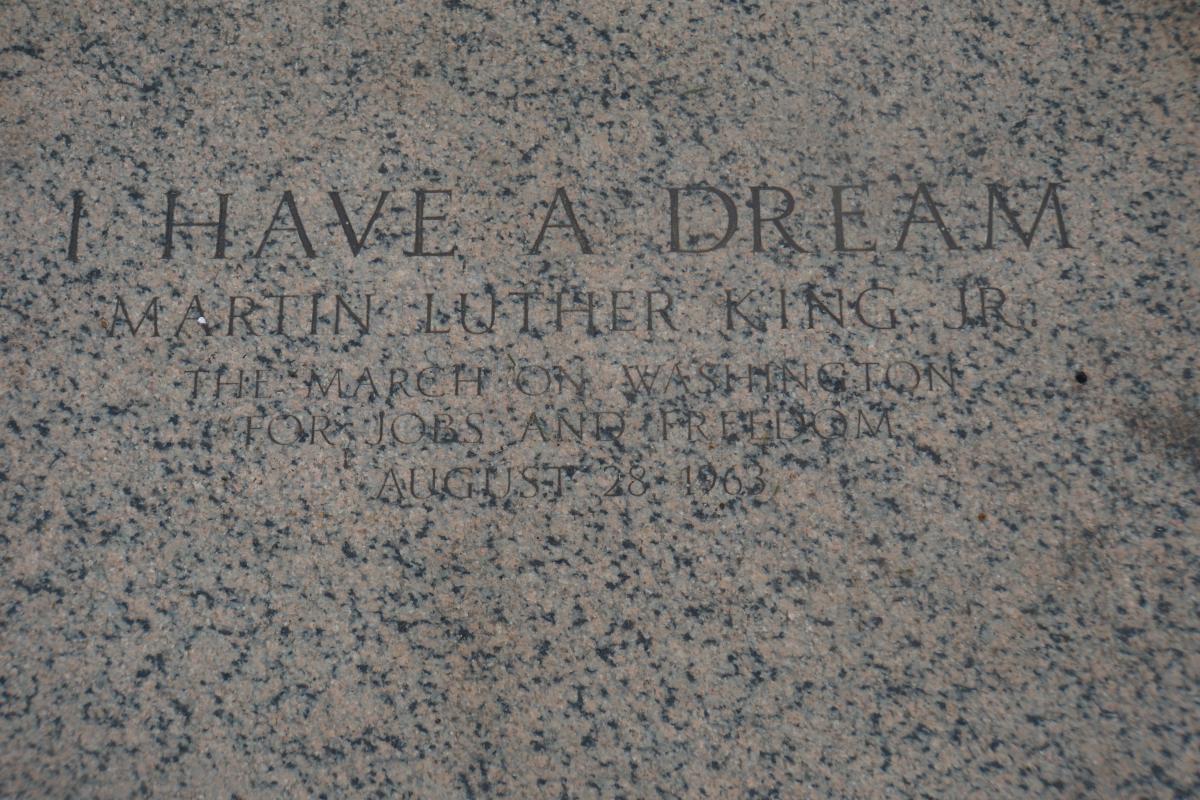 I HAVE A DREAM
MARTIN LUTHER KING JR.
THE MARCH ON WASHINGTON
FOR JOBS AND FREEDOM
AUGUST 28, 1963